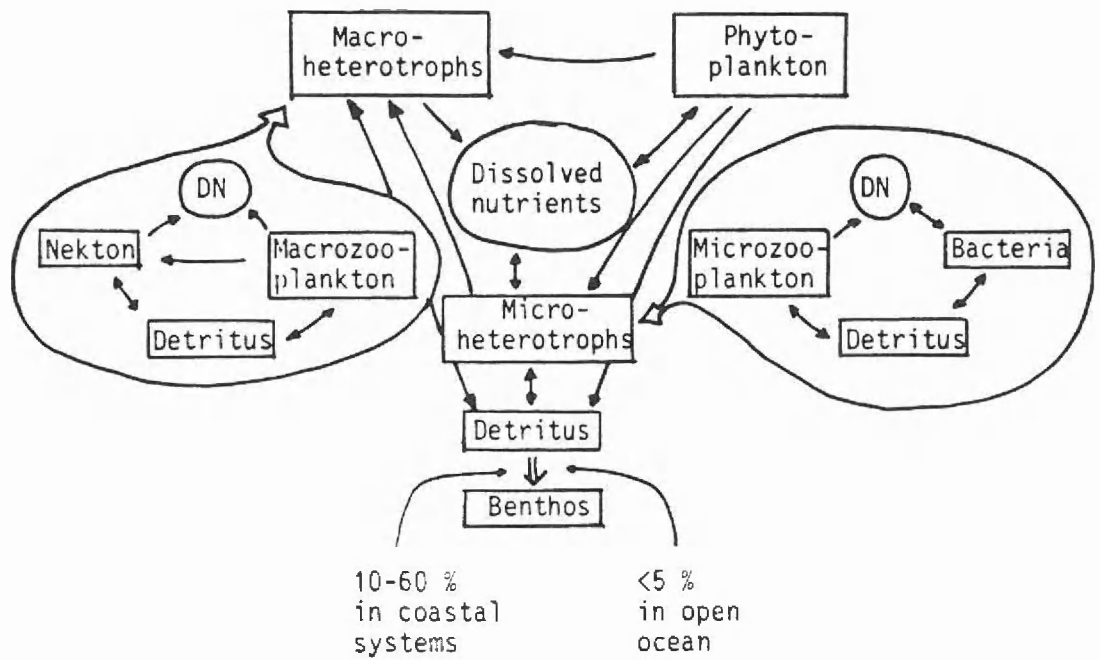 Macro-
heterotrophs
Phyto-
plankton
Dissolved
nutrients
DN
Nekton
Macrozoo-
plankton
Detritus
DN
Microzoo-
plankton
Bacteria
Detritus
Micro-
heterotrophs
Detritus
Benthos
10-60 %
in coastal
systems
<5 %
in open
ocean